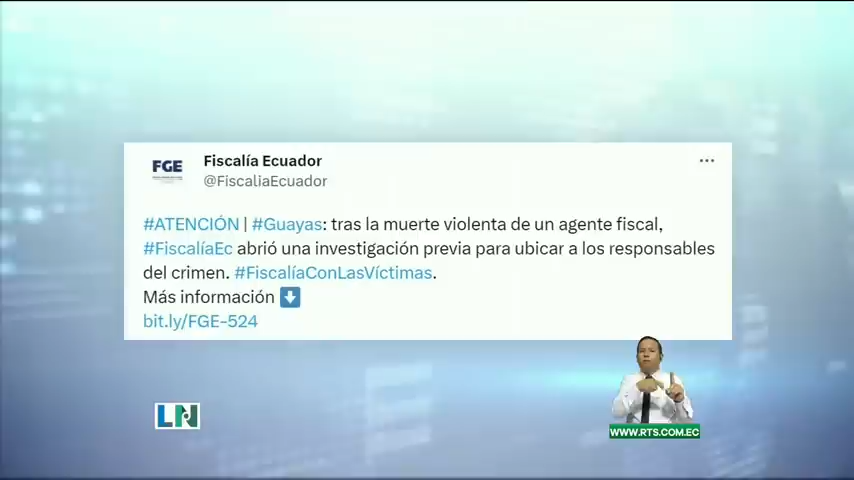 FGE
Fiscalía Ecuador
@FiscaliaEcuador
#ATENCIÓN | #Guayas: tras la muerte violenta de un agente fiscal,
#FiscalíaEc abrió una investigación previa para ubicar a los responsables
del crimen. #FiscalíaConLasVíctimas.
Más información ⬇️
bit.ly/FGE-524
LN
WWW.RTS.COM.EC